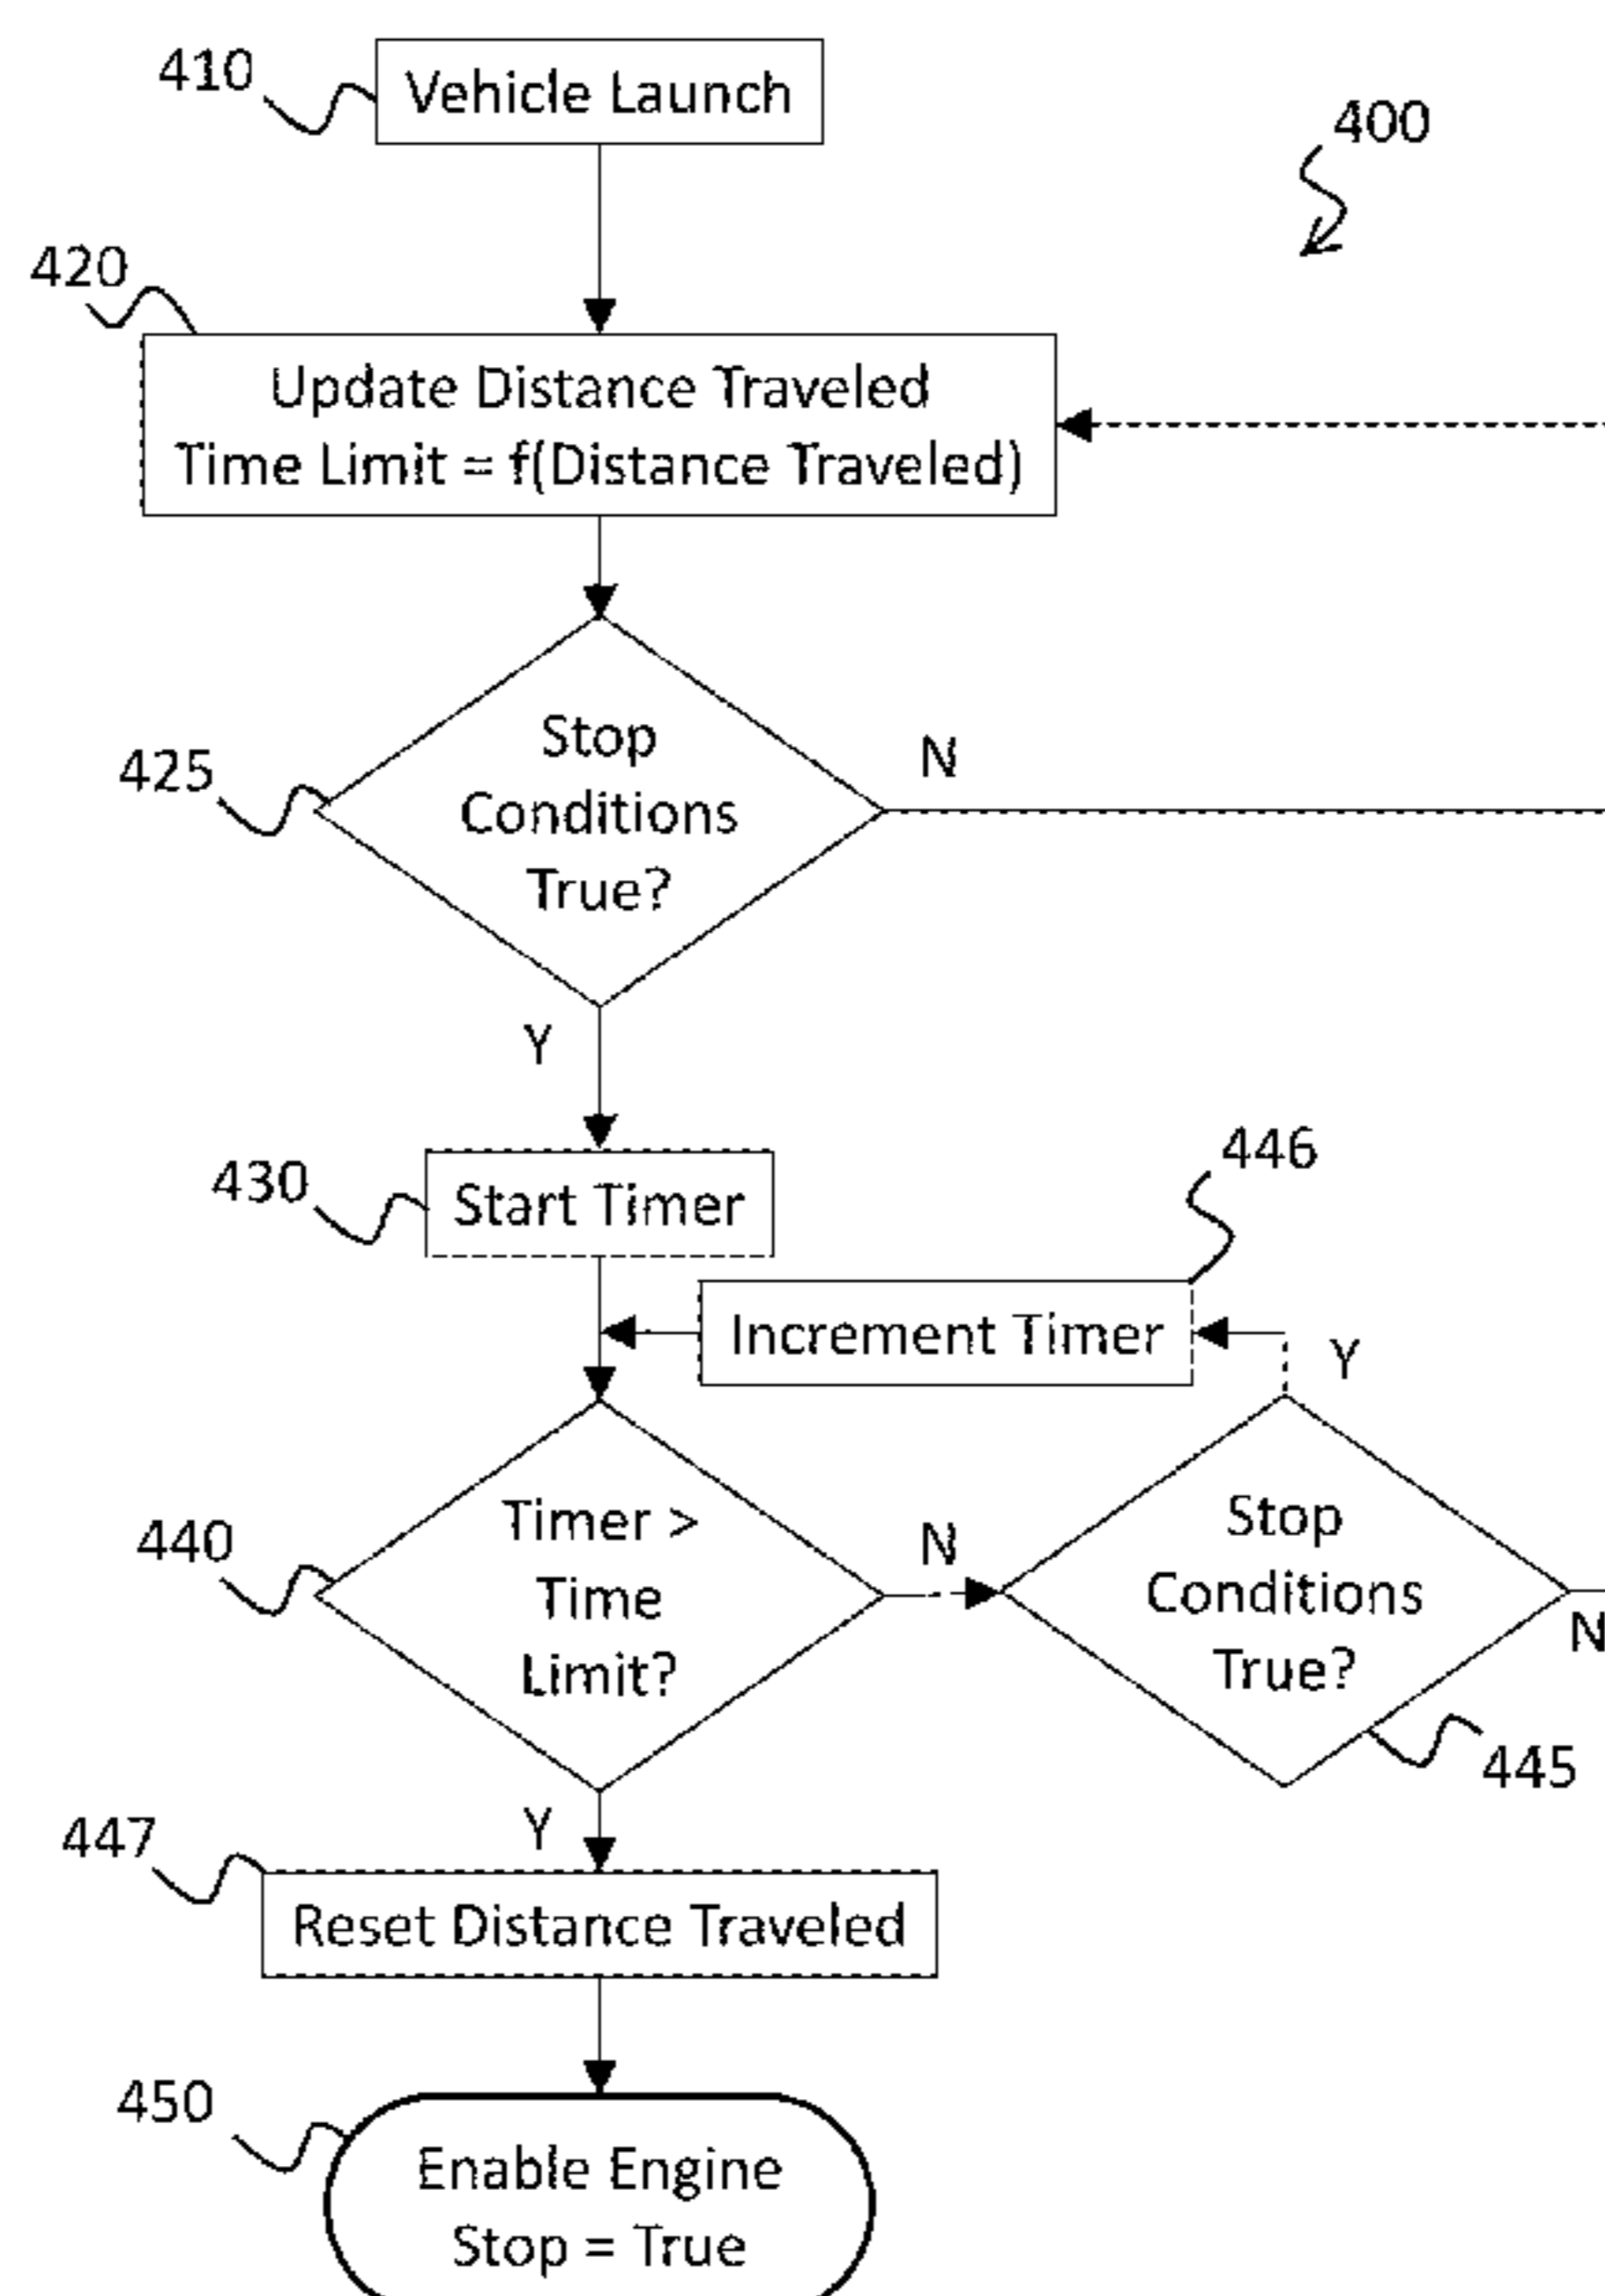 410
Vehicle Launch
400
420
Update Distance Traveled
Time Limit = f(Distance Traveled)
425
Stop
Conditions
True?
N
Y
430
Start Timer
446
Increment Timer
Y
440
Timer >
Time
Limit?
N
Stop
Conditions
True?
N
445
Y
447
Reset Distance Traveled
450
Enable Engine
Stop = True